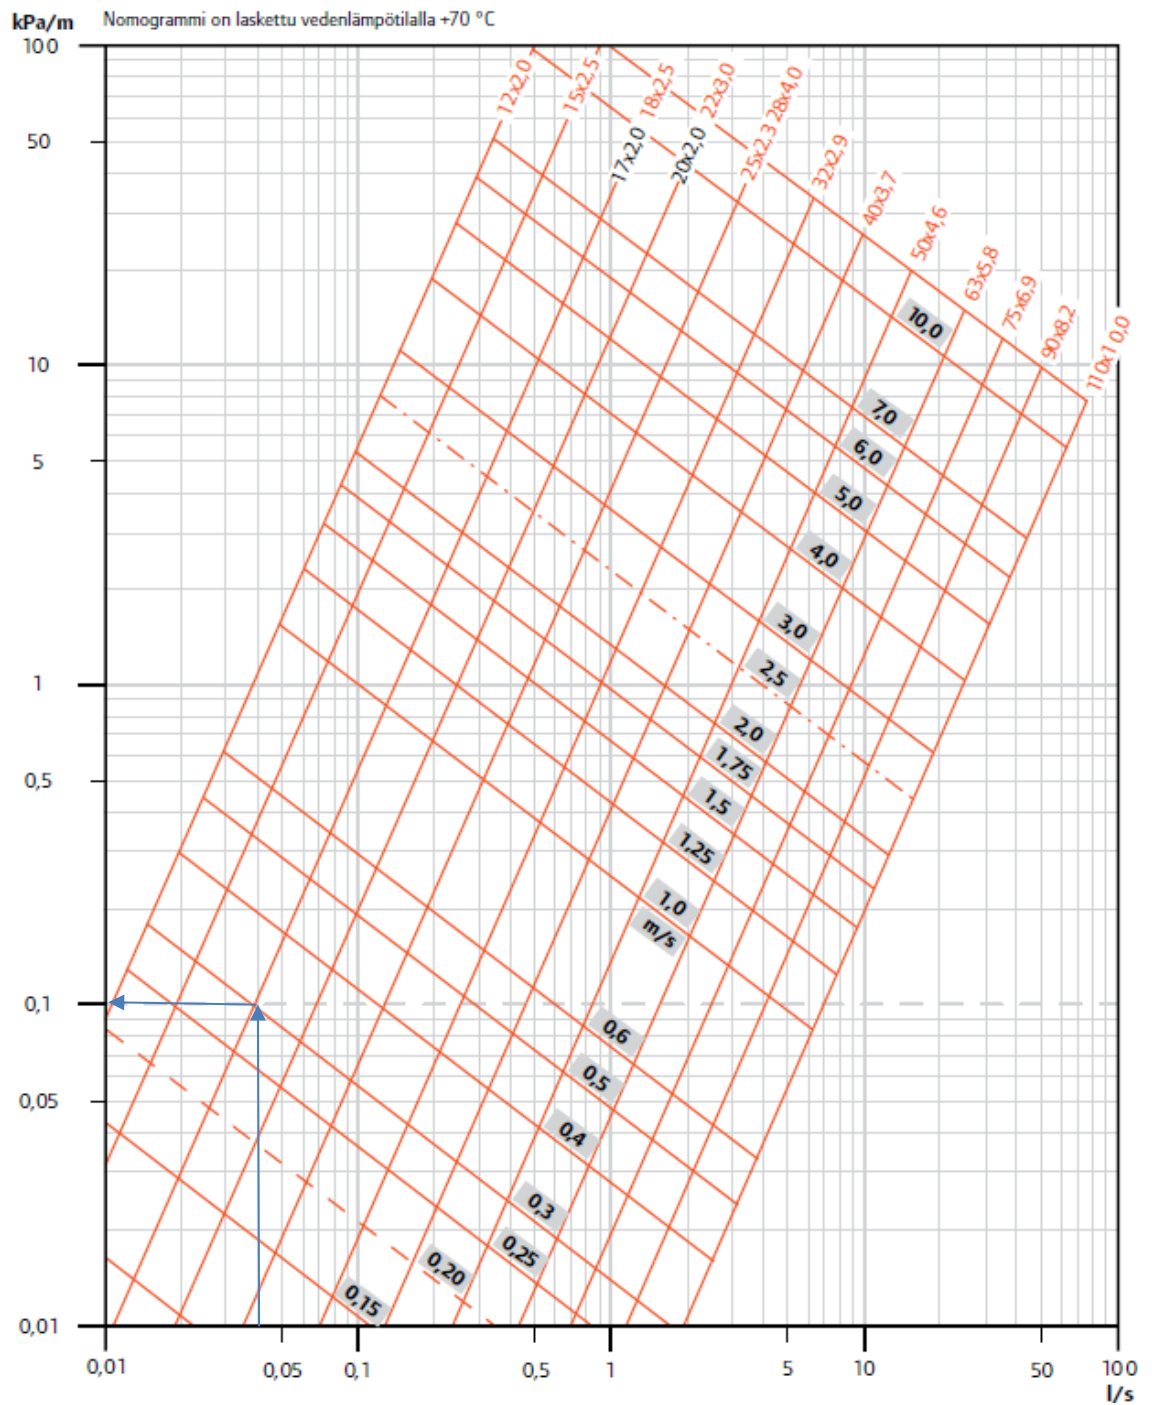 kPa/m
Nomogrammi on laskettu vedenlämpötilalla +70 °C
100
50
10
5
1
0,5
0,1
0,05
0,01
12x2,0
15x2,5
18x2,5
22x3,0
28x4,0
17x2,0
20x2,0
25x2,3
32x2,9
40x3,7
50x4,6
63x5,8
75x6,9
90x8,2
110x10,0
10,0
7,0
6,0
5,0
4,0
3,0
2,5
2,0
1,75
1,5
1,25
1,0
m/s
0,6
0,5
0,4
0,3
0,25
0,20
0,15
0,01
0,05
0,1
0,5
1
5
10
50
100
l/s